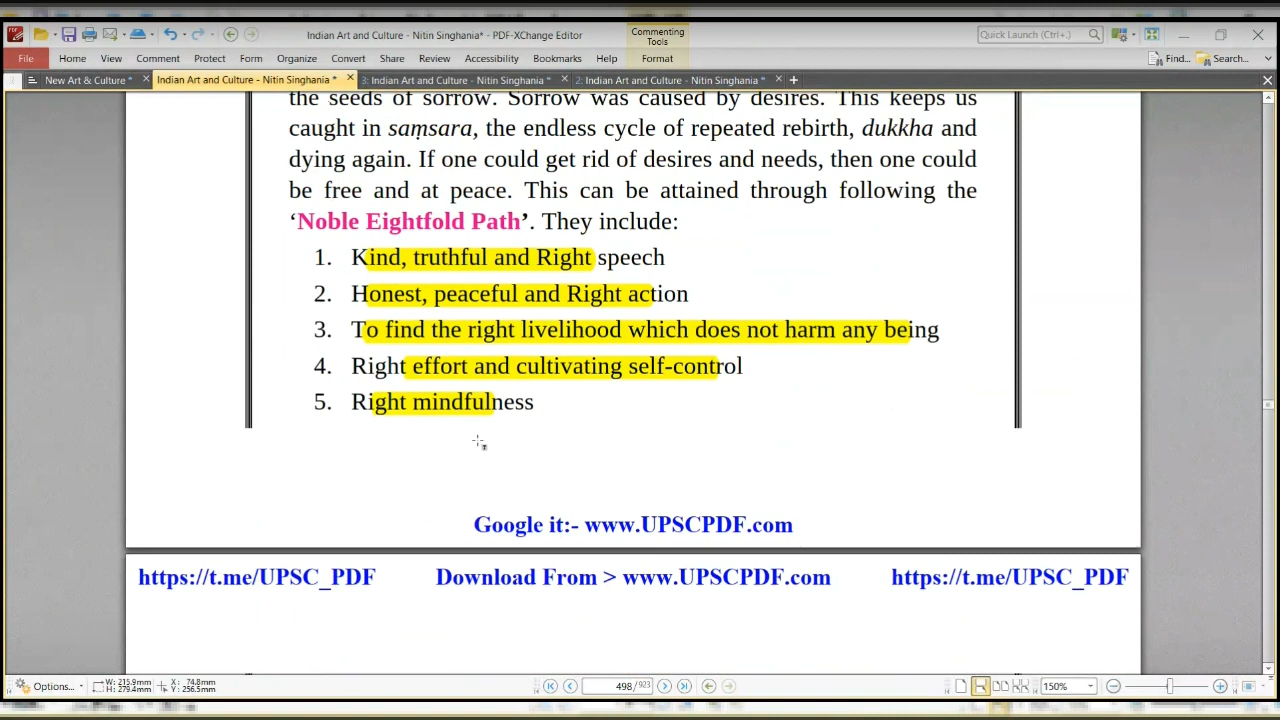 Indian Art and Culture - Nitin Singhania* - PDF-XChange Editor
Commenting Tools
Quick Launch (Ctrl+.)
File Home View Comment Protect Form Organize Convert Share Review Accessibility Bookmarks Help Format Find... Search...
New Art & Culture * Indian Art and Culture - Nitin Singhania * 3: Indian Art and Culture - Nitin Singhania * 2: Indian Art and Culture - Nitin Singhania *
the seeds of sorrow. Sorrow was caused by desires. This keeps us
caught in saṃsara, the endless cycle of repeated rebirth, dukkha and
dying again. If one could get rid of desires and needs, then one could
be free and at peace. This can be attained through following the
‘Noble Eightfold Path’. They include:
1. Kind, truthful and Right speech
2. Honest, peaceful and Right action
3. To find the right livelihood which does not harm any being
4. Right effort and cultivating self-control
5. Right mindfulness
Google it:- www.UPSCPDF.com
https://t.me/UPSC_PDF Download From > www.UPSCPDF.com https://t.me/UPSC_PDF
Options... W: 215.9mm H: 279.4mm X: 74.8mm Y: 256.5mm 498 / 923 150%